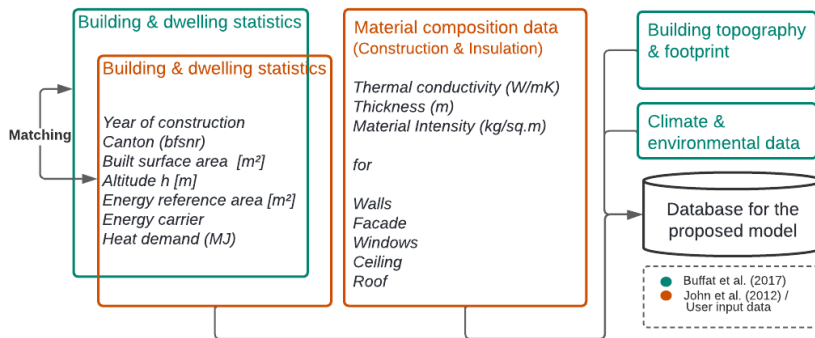 Building & dwelling statistics
Building & dwelling statistics
Matching
Year of construction
Canton (bfsnr)
Built surface area [m²]
Altitude h [m]
Energy reference area [m²]
Energy carrier
Heat demand (MJ)
Material composition data
(Construction & Insulation)
Thermal conductivity (W/mK)
Thickness (m)
Material Intensity (kg/sq.m)
for
Walls
Facade
Windows
Ceiling
Roof
Building topography
& footprint
Climate &
environmental data
Database for the
proposed model
Buffat et al. (2017)
John et al. (2012) /
User input data